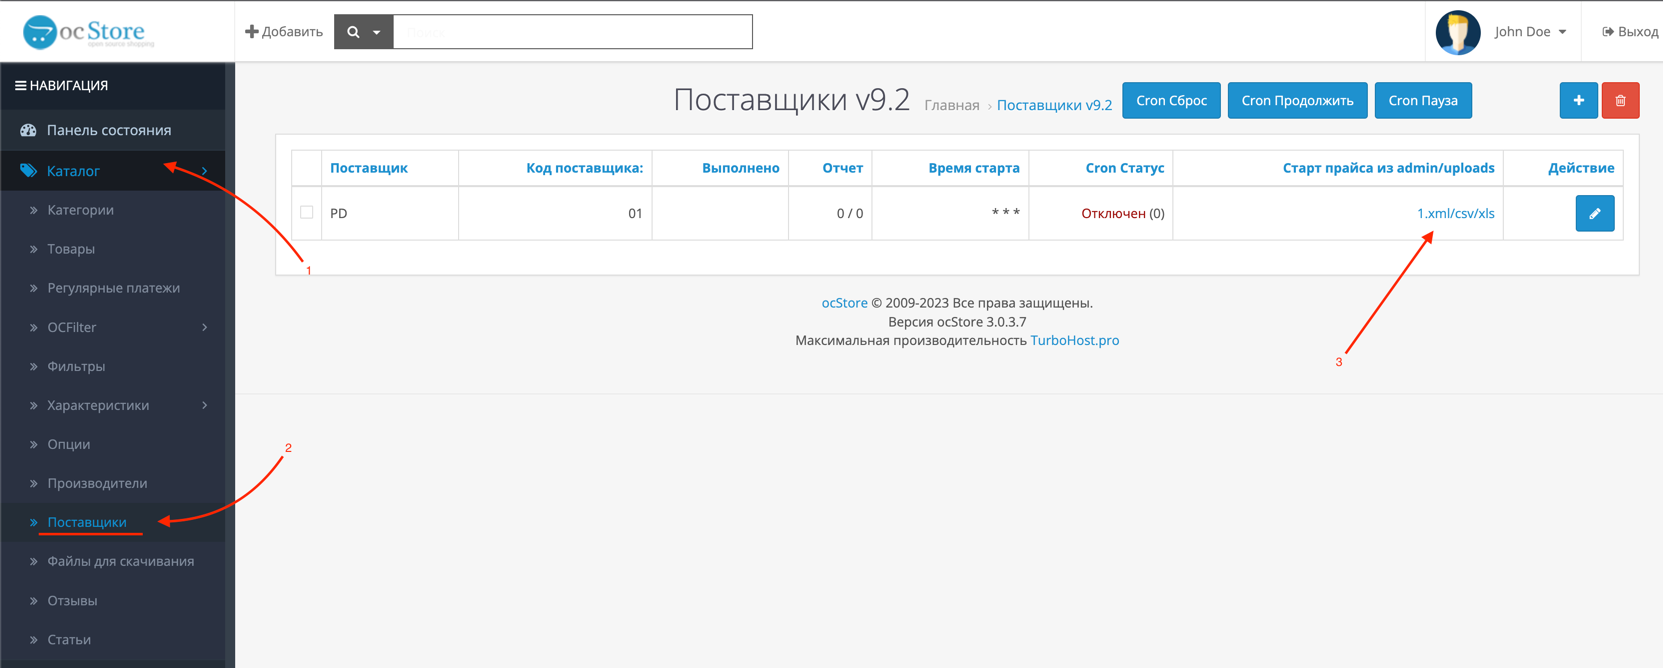 ocStore
open source shopping
Добавить
John Doe
Выход
НАВИГАЦИЯ
Панель состояния
Каталог
Категории
Товары
Регулярные платежи
OCFilter
Фильтры
Характеристики
Опции
Производители
Поставщики
Файлы для скачивания
Отзывы
Статьи
Поставщики v9.2
Главная › Поставщики v9.2
Cron Сброс
Cron Продолжить
Cron Пауза
Поставщик Код поставщика: Выполнено Отчет Время старта Cron Статус Старт прайса из admin/uploads Действие
PD 01 0 / 0 * * * Отключен (0) 1.xml/csv/xls
1
2
3
ocStore © 2009-2023 Все права защищены.
Версия ocStore 3.0.3.7
Максимальная производительность TurboHost.pro